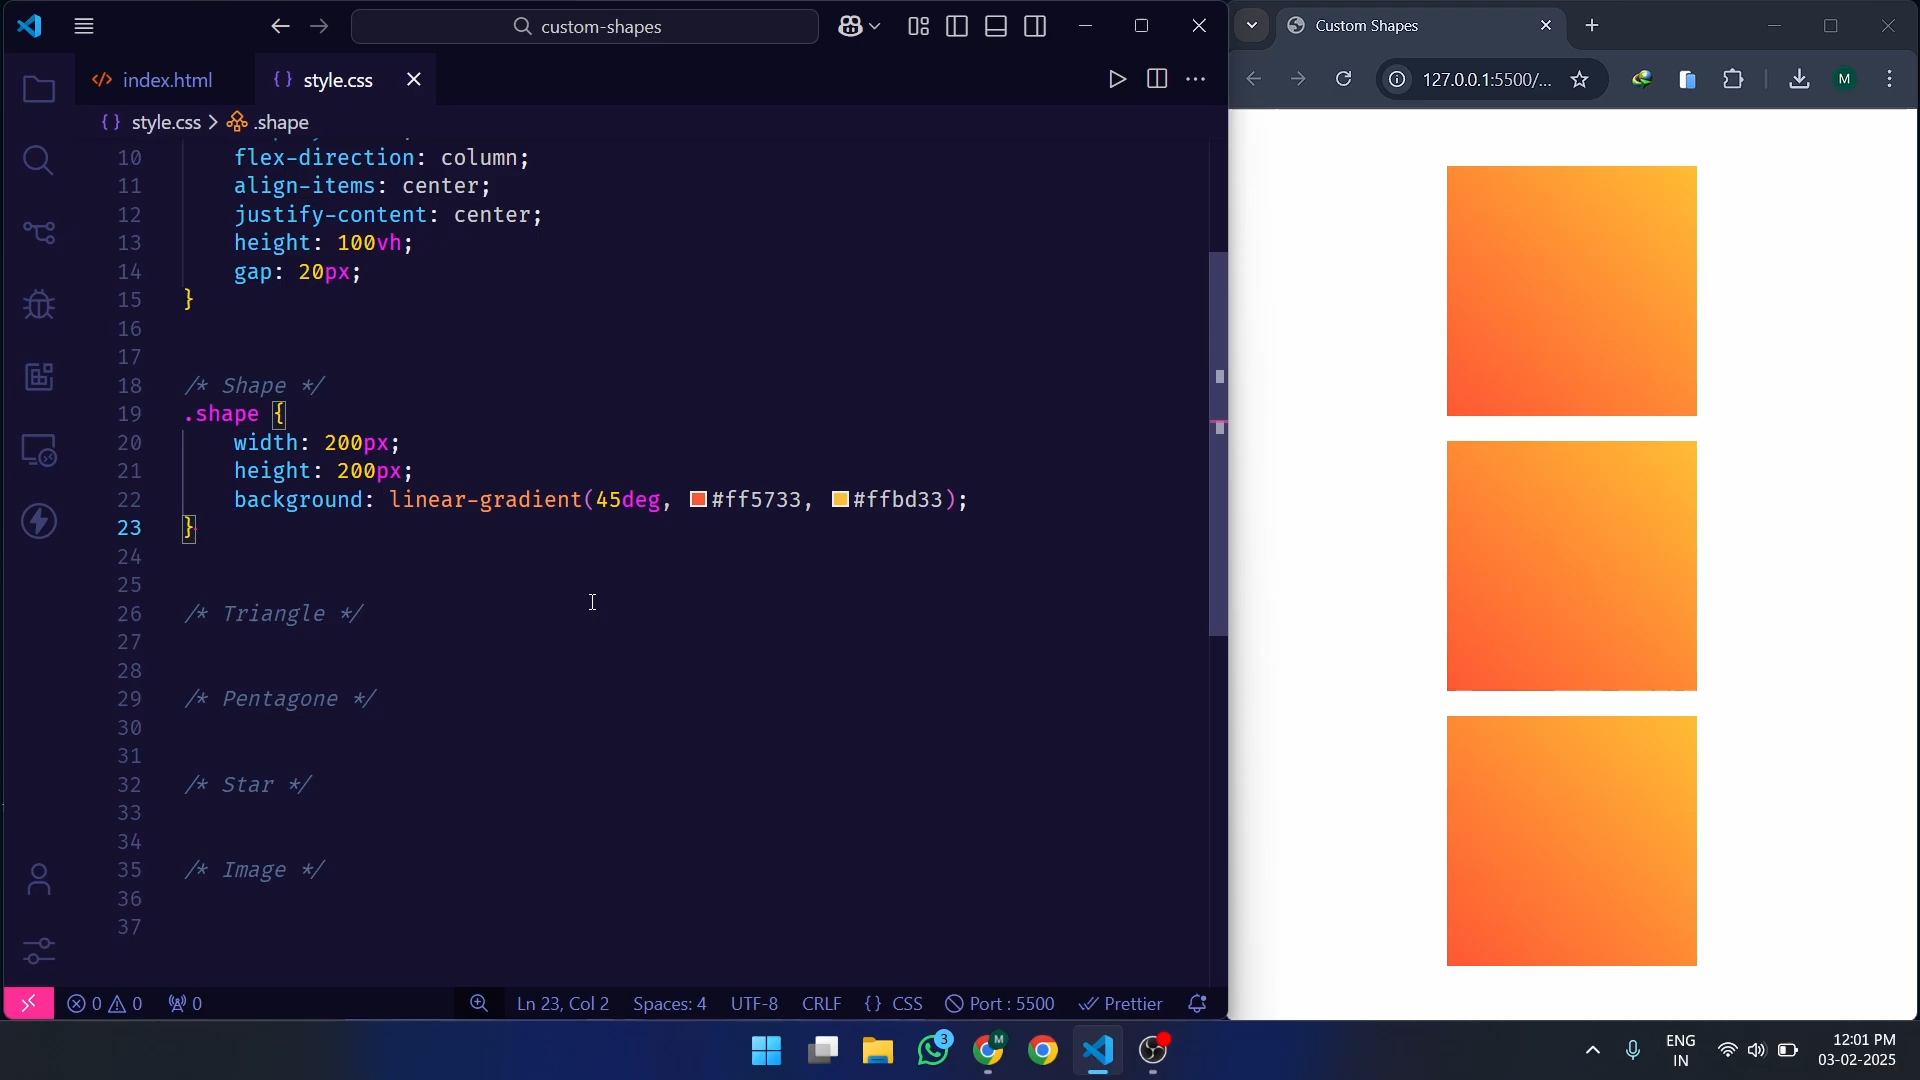 custom-shapes
index.html
style.css
style.css > .shape
10 flex-direction: column;
11 align-items: center;
12 justify-content: center;
13 height: 100vh;
14 gap: 20px;
15 }
16
17
18 /* Shape */
19 .shape {
20 width: 200px;
21 height: 200px;
22 background: linear-gradient(45deg, #ff5733, #ffbd33);
23 }
24
25
26 /* Triangle */
27
28
29 /* Pentagone */
30
31
32 /* Star */
33
34
35 /* Image */
36
37
0 0 0 Ln 23, Col 2 Spaces: 4 UTF-8 CRLF {} CSS Port : 5500 Prettier
Custom Shapes
127.0.0.1:5500/...
M
3
M
ENG
IN
12:01 PM
03-02-2025